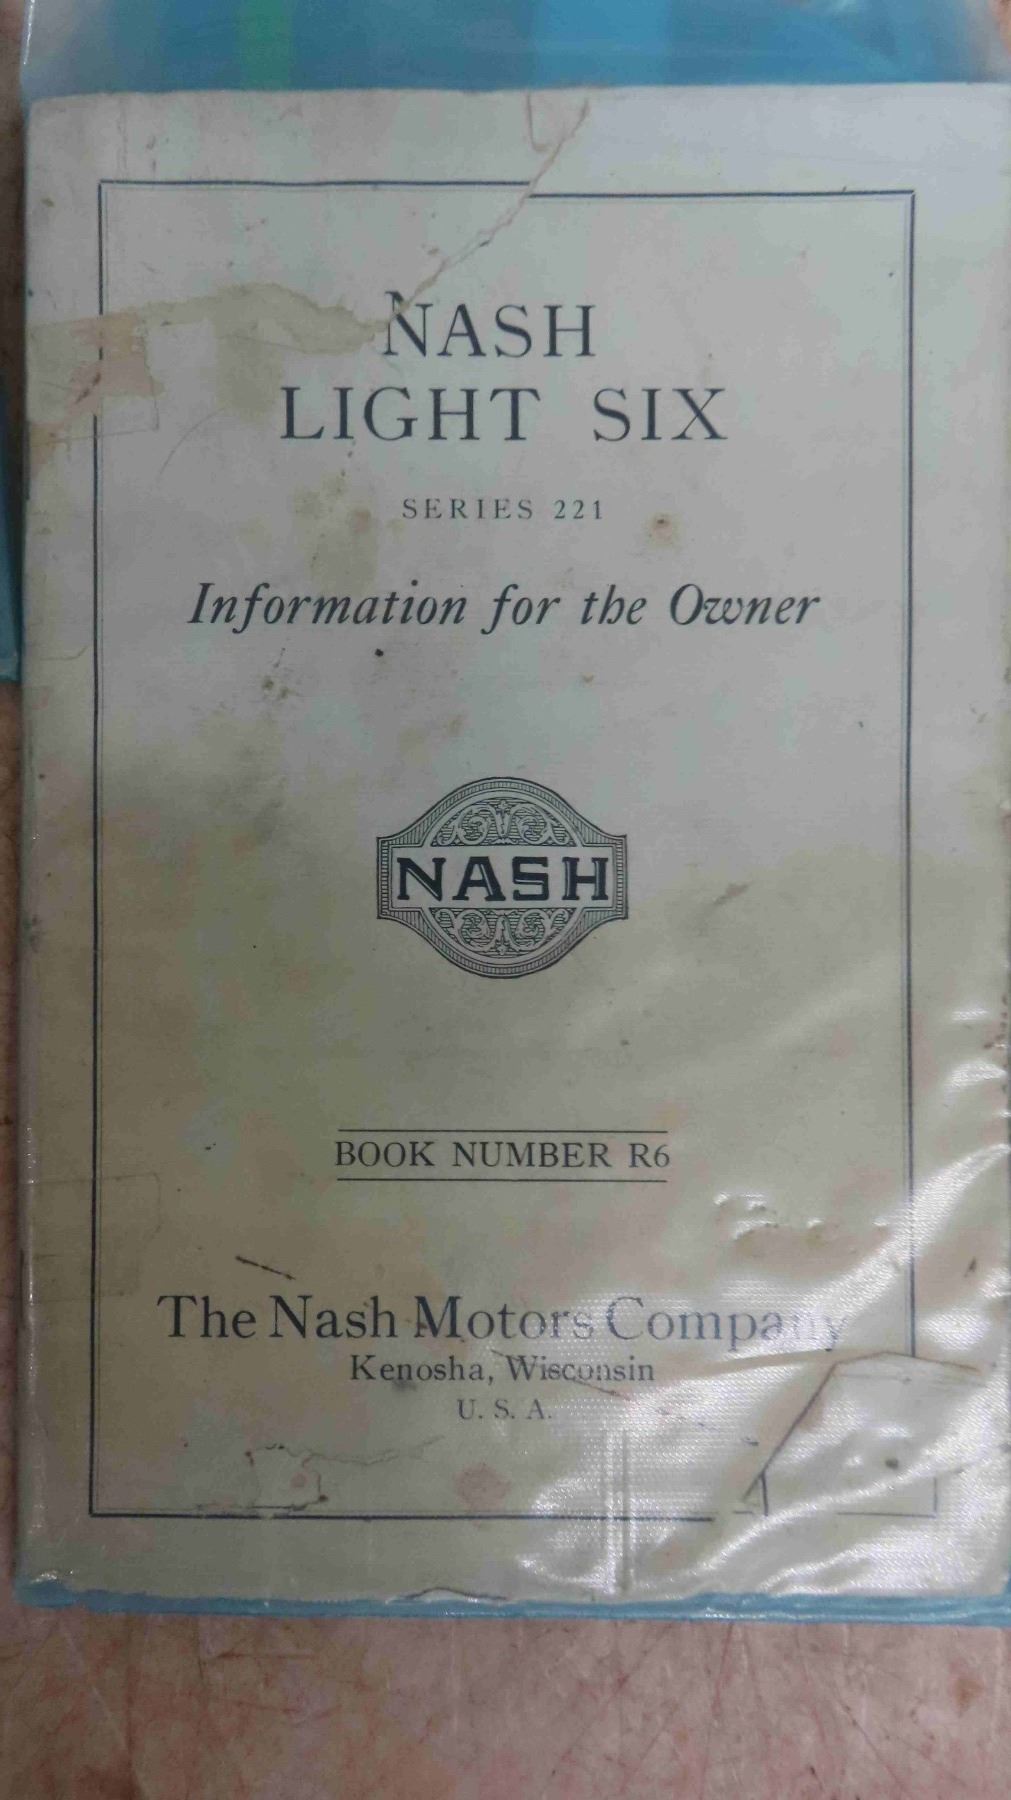 NASH
LIGHT SIX
SERIES 221
Information for the Owner
NASH
BOOK NUMBER R6
The Nash Motors Company
Kenosha, Wisconsin
U. S. A.